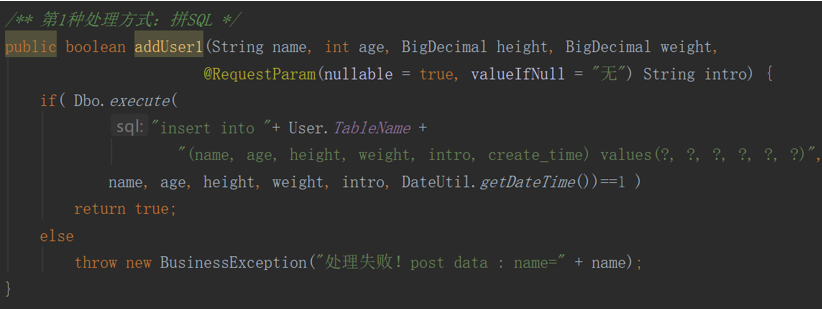 /** 第1种处理方式：拼SQL */
public boolean addUser1(String name, int age, BigDecimal height, BigDecimal weight,
@RequestParam(nullable = true, valueIfNull = "无") String intro) {
if( Dbo.execute(
sql: "insert into "+ User.TableName +
"(name, age, height, weight, intro, create_time) values(?, ?, ?, ?, ?, ?)",
name, age, height, weight, intro, DateUtil.getDateTime())==1 )
return true;
else
throw new BusinessException("处理失败！post data : name=" + name);
}